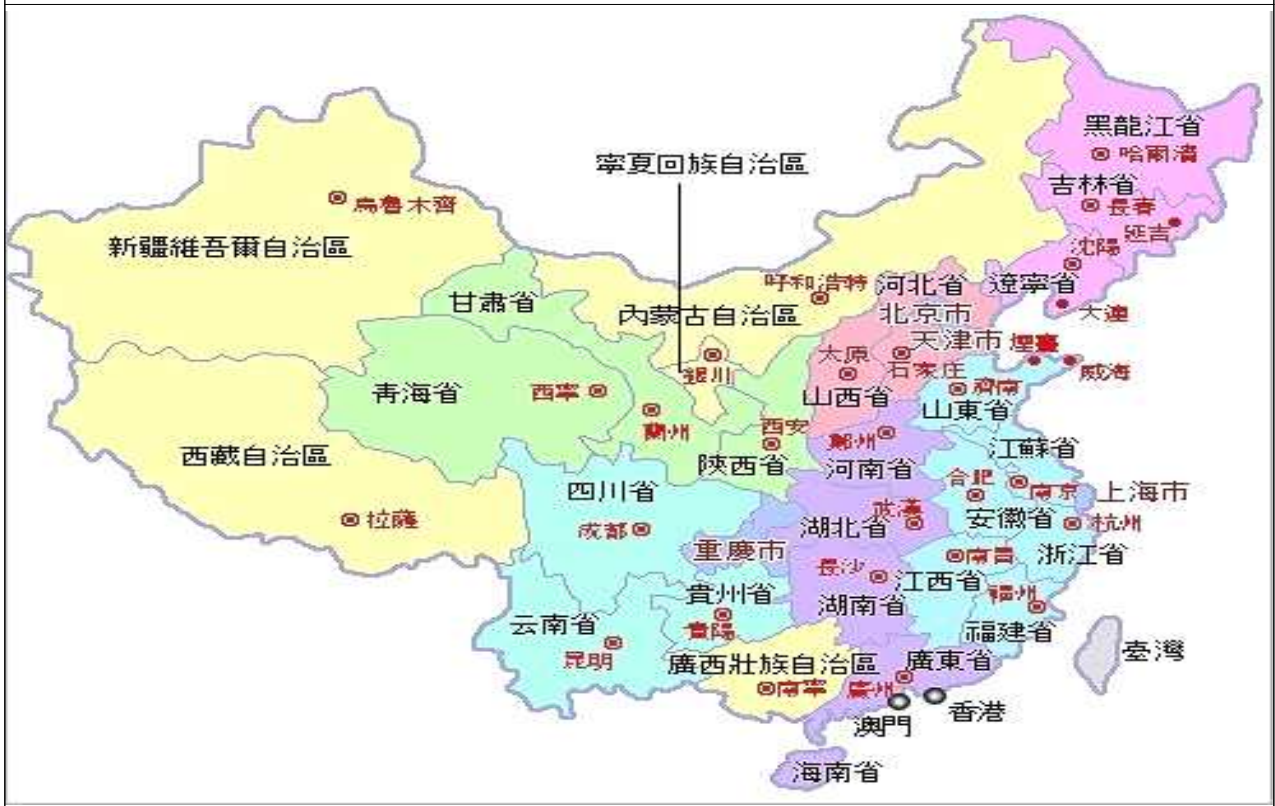 黑龍江省
哈爾濱
寧夏回族自治區
吉林省
烏魯木齊
長春
延吉
新疆維吾爾自治區
沈陽
呼和浩特
河北省
遼寧省
甘肅省
內蒙古自治區
北京市
大連
天津市
煙臺
太原
石家庄
銀川
威海
青海省
西寧
山西省
濟南
山東省
蘭州
西安
鄭州
江蘇省
西藏自治區
陝西省
河南省
合肥
四川省
南京
上海市
拉薩
武漢
安徽省
杭州
成都
湖北省
重慶市
南昌
浙江省
長沙
江西省
貴州省
福州
湖南省
云南省
貴陽
福建省
臺灣
昆明
廣西壯族自治區
廣東省
南寧
廣州
香港
澳門
海南省